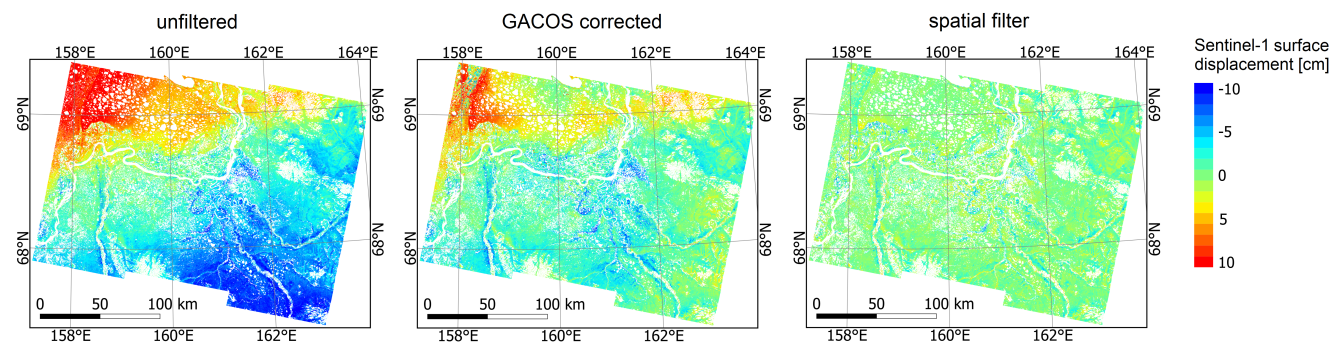 unfiltered
GACOS corrected
spatial filter
158°E 160°E 162°E 164°E
69°N 69°N
68°N 68°N
0 50 100 km
158°E 160°E 162°E
158°E 160°E 162°E 164°E
69°N 69°N
68°N 68°N
0 50 100 km
158°E 160°E 162°E
158°E 160°E 162°E 164°E
69°N 69°N
68°N 68°N
0 50 100 km
158°E 160°E 162°E
Sentinel-1 surface
displacement [cm]
-10
-5
0
5
10